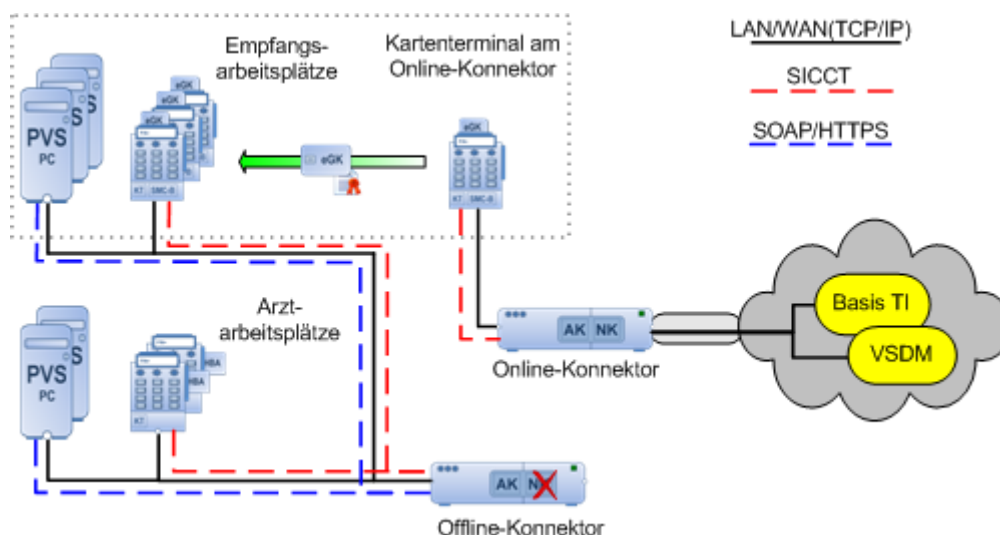 Empfangs-
arbeitsplätze
Kartenterminal am
Online-Konnektor
LAN/WAN(TCP/IP)
SICCT
SOAP/HTTPS
PVS
PC
S
S
eGK
eGK
eGK
KT SMC-B
eGK
eGK
KT SMC-B
Arzt-
arbeitsplätze
PVS
PC
S
HBA
HBA
KT
AK NK
Online-Konnektor
Basis TI
VSDM
AK NK
Offline-Konnektor